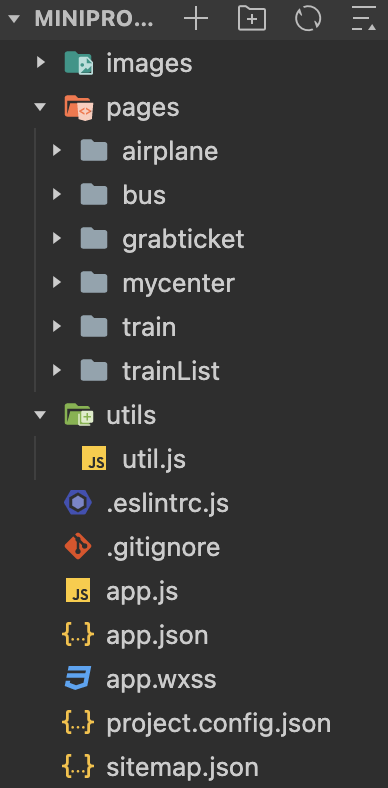 MINIPRO...
images
pages
airplane
bus
grabticket
mycenter
train
trainList
utils
JS util.js
.eslintrc.js
.gitignore
JS app.js
{...} app.json
app.wxss
{...} project.config.json
{...} sitemap.json